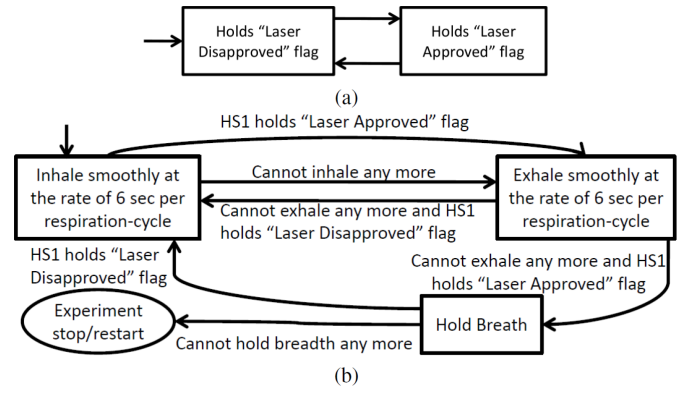 Holds “Laser
Disapproved” flag
Holds “Laser
Approved” flag
(a)
HS1 holds “Laser Approved” flag
Inhale smoothly at
the rate of 6 sec per
respiration-cycle
Cannot inhale any more
Cannot exhale any more and HS1
holds “Laser Disapproved” flag
Exhale smoothly at
the rate of 6 sec per
respiration-cycle
HS1 holds “Laser
Disapproved” flag
Cannot exhale any more and HS1
holds “Laser Approved” flag
Experiment
stop/restart
Hold Breath
Cannot hold breadth any more
(b)